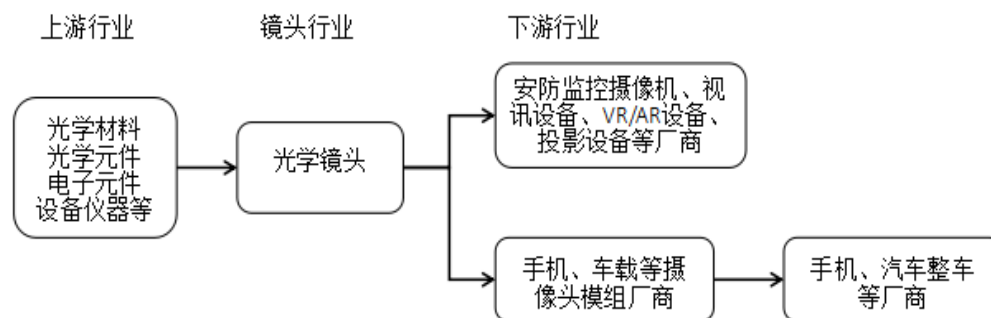 上游行业
镜头行业
下游行业
光学材料
光学元件
电子元件
设备仪器等
光学镜头
安防监控摄像机、视
讯设备、VR/AR设备、
投影设备等厂商
手机、车载等摄
像头模组厂商
手机、汽车整车
等厂商